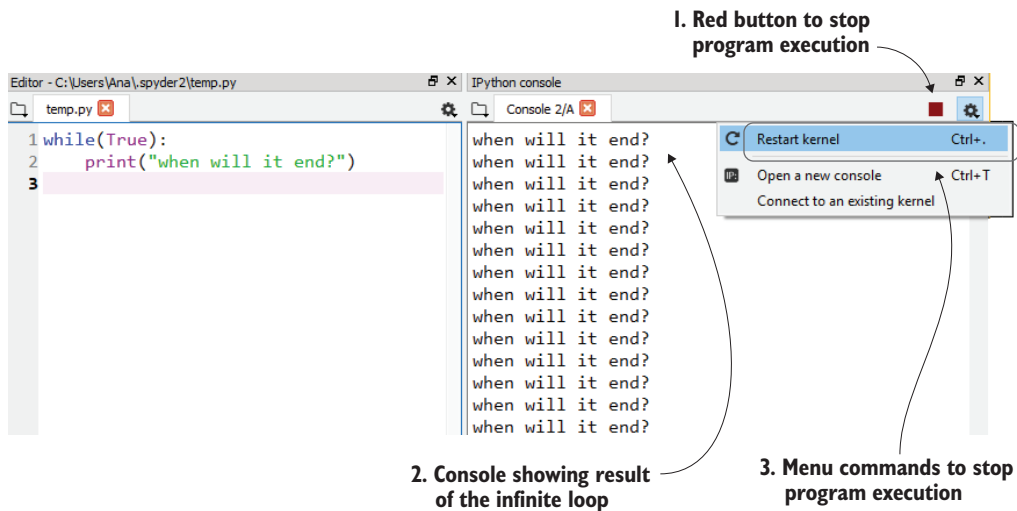 1. Red button to stop
program execution
Editor - C:\Users\Ana\.spyder2\temp.py
temp.py
1 while(True):
2     print("when will it end?")
3
IPython console
Console 2/A
when will it end?
when will it end?
when will it end?
when will it end?
when will it end?
when will it end?
when will it end?
when will it end?
when will it end?
when will it end?
when will it end?
when will it end?
when will it end?
when will it end?
Restart kernel Ctrl+.
IP: Open a new console Ctrl+T
Connect to an existing kernel
2. Console showing result
of the infinite loop
3. Menu commands to stop
program execution